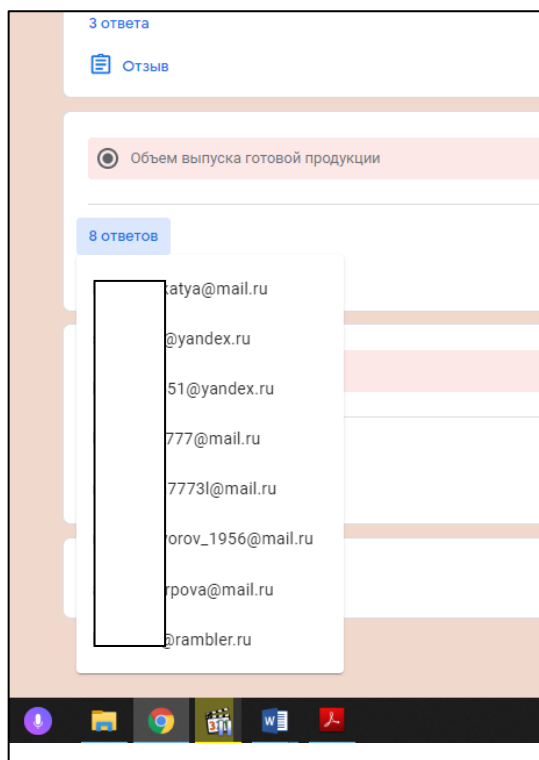 3 ответа
Отзыв
Объем выпуска готовой продукции
8 ответов
katya@mail.ru
@yandex.ru
51@yandex.ru
777@mail.ru
7773l@mail.ru
orov_1956@mail.ru
rpova@mail.ru
@rambler.ru